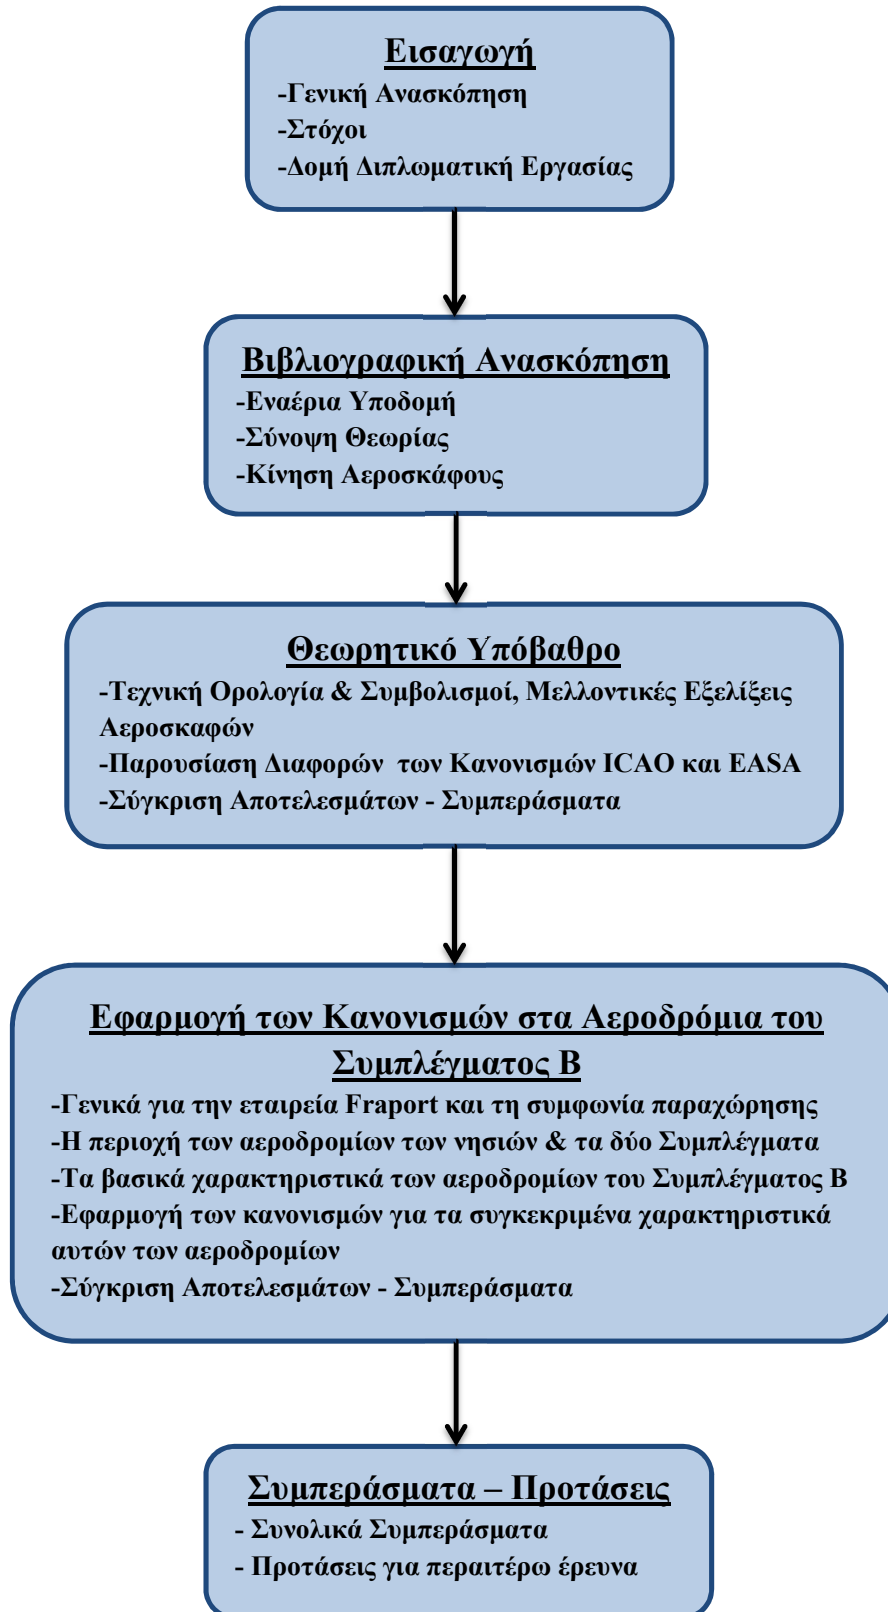 Εισαγωγή
-Γενική Ανασκόπηση
-Στόχοι
-Δομή Διπλωματική Εργασίας
Βιβλιογραφική Ανασκόπηση
-Εναέρια Υποδομή
-Σύνοψη Θεωρίας
-Κίνηση Αεροσκάφους
Θεωρητικό Υπόβαθρο
-Τεχνική Ορολογία & Συμβολισμοί, Μελλοντικές Εξελίξεις
Αεροσκαφών
-Παρουσίαση Διαφορών των Κανονισμών ICAO και EASA
-Σύγκριση Αποτελεσμάτων - Συμπεράσματα
Εφαρμογή των Κανονισμών στα Αεροδρόμια του
Συμπλέγματος Β
-Γενικά για την εταιρεία Fraport και τη συμφωνία παραχώρησης
-Η περιοχή των αεροδρομίων των νησιών & τα δύο Συμπλέγματα
-Τα βασικά χαρακτηριστικά των αεροδρομίων του Συμπλέγματος Β
-Εφαρμογή των κανονισμών για τα συγκεκριμένα χαρακτηριστικά
αυτών των αεροδρομίων
-Σύγκριση Αποτελεσμάτων - Συμπεράσματα
Συμπεράσματα – Προτάσεις
- Συνολικά Συμπεράσματα
- Προτάσεις για περαιτέρω έρευνα